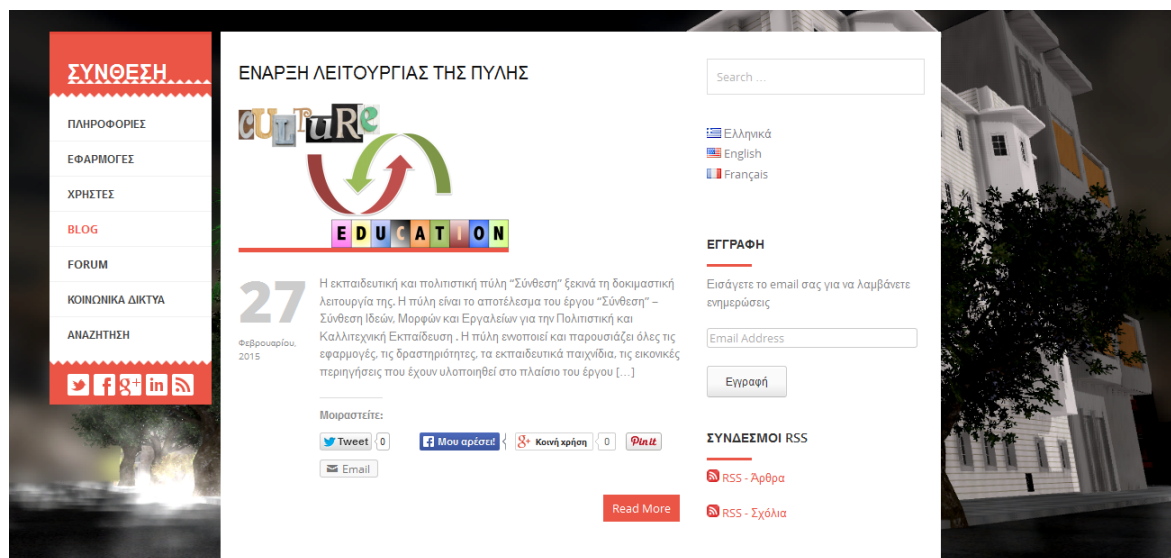 ΣΥΝΘΕΣΗ
ΠΛΗΡΟΦΟΡΙΕΣ
ΕΦΑΡΜΟΓΕΣ
ΧΡΗΣΤΕΣ
BLOG
FORUM
ΚΟΙΝΩΝΙΚΑ ΔΙΚΤΥΑ
ΑΝΑΖΗΤΗΣΗ
ΕΝΑΡΞΗ ΛΕΙΤΟΥΡΓΙΑΣ ΤΗΣ ΠΥΛΗΣ
CULTURE
EDUCATION
27
Φεβρουαρίου,
2015
Η εκπαιδευτική και πολιτιστική πύλη “Σύνθεση” ξεκινά τη δοκιμαστική
λειτουργία της. Η πύλη είναι το αποτέλεσμα του έργου “Σύνθεση” –
Σύνθεση Ιδεών, Μορφών και Εργαλείων για την Πολιτιστική και
Καλλιτεχνική Εκπαίδευση . Η πύλη ενοποιεί και παρουσιάζει όλες τις
εφαρμογές, τις δραστηριότητες, τα εκπαιδευτικά παιχνίδια, τις εικονικές
περιηγήσεις που έχουν υλοποιηθεί στο πλαίσιο του έργου […]
Μοιραστείτε:
Tweet 0 Μου αρέσει! Κοινή χρήση 0 Pin it
Email
Read More
Search ...
Ελληνικά
English
Français
ΕΓΓΡΑΦΗ
Εισάγετε το email σας για να λαμβάνετε
ενημερώσεις
Email Address
Εγγραφή
ΣΥΝΔΕΣΜΟΙ RSS
RSS - Άρθρα
RSS - Σχόλια